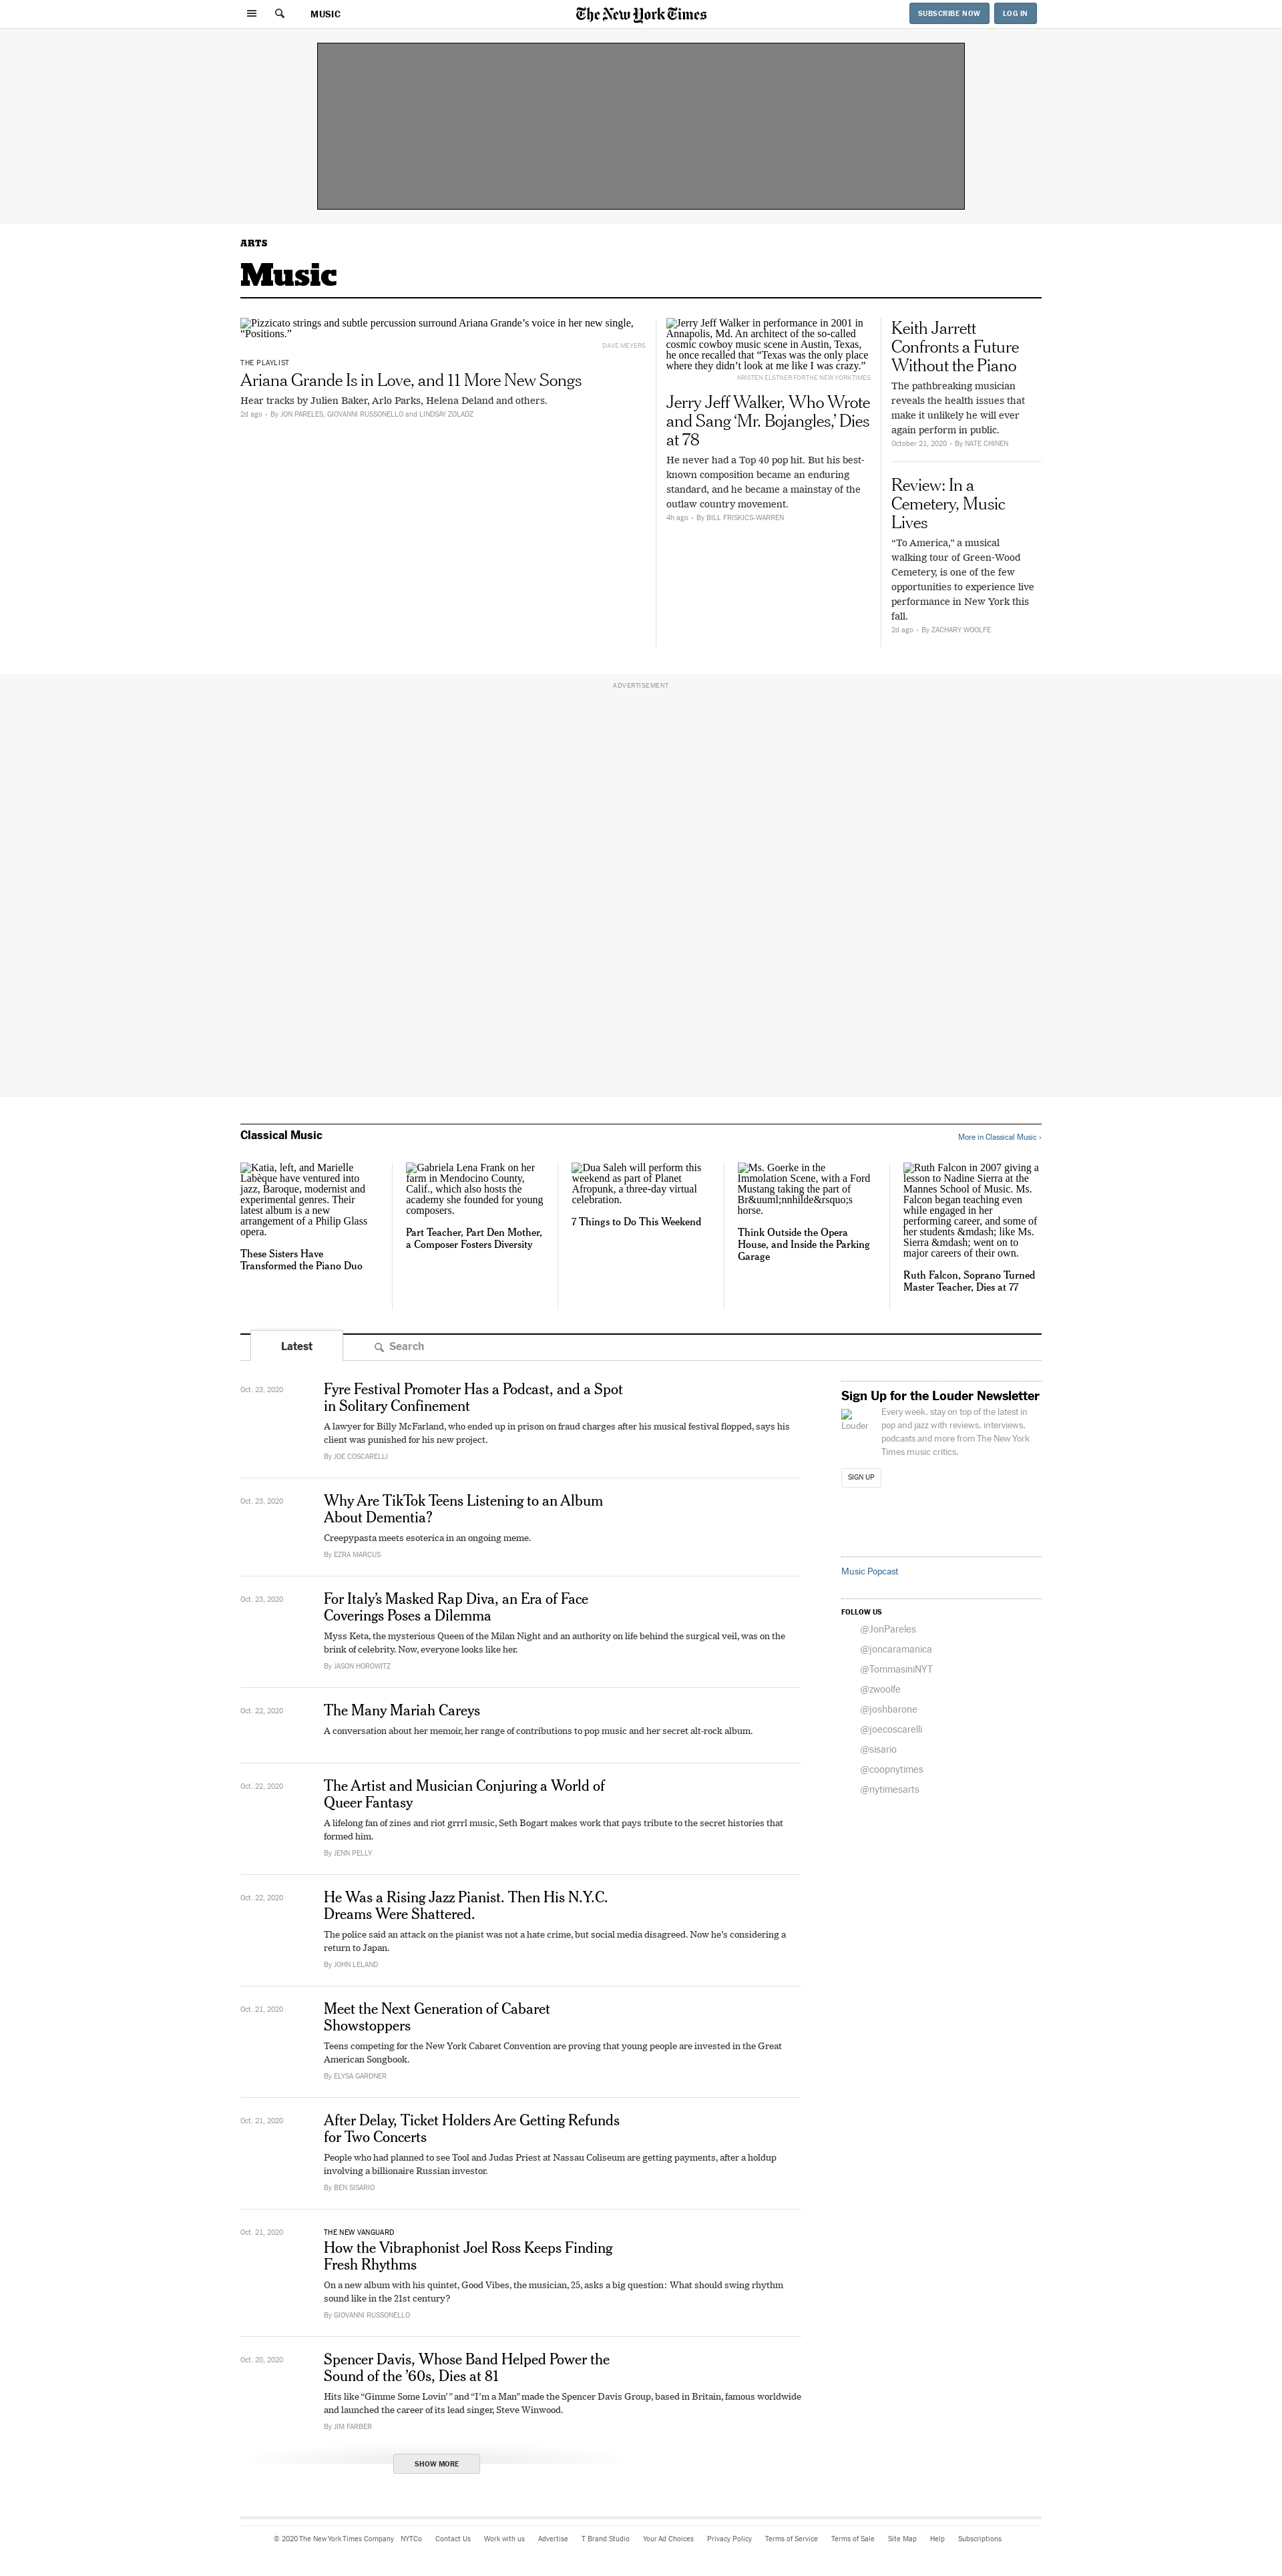 MUSIC
The New York Times
SUBSCRIBE NOW
LOG IN
ARTS
Music
Pizzicato strings and subtle percussion surround Ariana Grande’s voice in her new single,
“Positions.”
DAVE MEYERS
THE PLAYLIST
Ariana Grande Is in Love, and 11 More New Songs
Hear tracks by Julien Baker, Arlo Parks, Helena Deland and others.
2d ago • By JON PARELES, GIOVANNI RUSSONELLO and LINDSAY ZOLADZ
Jerry Jeff Walker in performance in 2001 in
Annapolis, Md. An architect of the so-called
cosmic cowboy music scene in Austin, Texas,
he once recalled that “Texas was the only place
where they didn’t look at me like I was crazy.”
KRISTEN ELSTNER FOR THE NEW YORK TIMES
Jerry Jeff Walker, Who Wrote
and Sang ‘Mr. Bojangles,’ Dies
at 78
He never had a Top 40 pop hit. But his best-
known composition became an enduring
standard, and he became a mainstay of the
outlaw country movement.
4h ago • By BILL FRISKICS-WARREN
Keith Jarrett
Confronts a Future
Without the Piano
The pathbreaking musician
reveals the health issues that
make it unlikely he will ever
again perform in public.
October 21, 2020 • By NATE CHINEN
Review: In a
Cemetery, Music
Lives
“To America,” a musical
walking tour of Green-Wood
Cemetery, is one of the few
opportunities to experience live
performance in New York this
fall.
2d ago • By ZACHARY WOOLFE
ADVERTISEMENT
Classical Music
More in Classical Music ›
Katia, left, and Marielle
Labèque have ventured into
jazz, Baroque, modernist and
experimental genres. Their
latest album is a new
arrangement of a Philip Glass
opera.
These Sisters Have
Transformed the Piano Duo
Gabriela Lena Frank on her
farm in Mendocino County,
Calif., which also hosts the
academy she founded for young
composers.
Part Teacher, Part Den Mother,
a Composer Fosters Diversity
Dua Saleh will perform this
weekend as part of Planet
Afropunk, a three-day virtual
celebration.
7 Things to Do This Weekend
Ms. Goerke in the
Immolation Scene, with a Ford
Mustang taking the part of
Br&uuml;nnhilde&rsquo;s
horse.
Think Outside the Opera
House, and Inside the Parking
Garage
Ruth Falcon in 2007 giving a
lesson to Nadine Sierra at the
Mannes School of Music. Ms.
Falcon began teaching even
while engaged in her
performing career, and some of
her students &mdash; like Ms.
Sierra &mdash; went on to
major careers of their own.
Ruth Falcon, Soprano Turned
Master Teacher, Dies at 77
Latest
Search
Oct. 23, 2020
Fyre Festival Promoter Has a Podcast, and a Spot
in Solitary Confinement
A lawyer for Billy McFarland, who ended up in prison on fraud charges after his musical festival flopped, says his
client was punished for his new project.
By JOE COSCARELLI
Oct. 23, 2020
Why Are TikTok Teens Listening to an Album
About Dementia?
Creepypasta meets esoterica in an ongoing meme.
By EZRA MARCUS
Oct. 23, 2020
For Italy’s Masked Rap Diva, an Era of Face
Coverings Poses a Dilemma
Myss Keta, the mysterious Queen of the Milan Night and an authority on life behind the surgical veil, was on the
brink of celebrity. Now, everyone looks like her.
By JASON HOROWITZ
Oct. 22, 2020
The Many Mariah Careys
A conversation about her memoir, her range of contributions to pop music and her secret alt-rock album.
Oct. 22, 2020
The Artist and Musician Conjuring a World of
Queer Fantasy
A lifelong fan of zines and riot grrrl music, Seth Bogart makes work that pays tribute to the secret histories that
formed him.
By JENN PELLY
Oct. 22, 2020
He Was a Rising Jazz Pianist. Then His N.Y.C.
Dreams Were Shattered.
The police said an attack on the pianist was not a hate crime, but social media disagreed. Now he’s considering a
return to Japan.
By JOHN LELAND
Oct. 21, 2020
Meet the Next Generation of Cabaret
Showstoppers
Teens competing for the New York Cabaret Convention are proving that young people are invested in the Great
American Songbook.
By ELYSA GARDNER
Oct. 21, 2020
After Delay, Ticket Holders Are Getting Refunds
for Two Concerts
People who had planned to see Tool and Judas Priest at Nassau Coliseum are getting payments, after a holdup
involving a billionaire Russian investor.
By BEN SISARIO
Oct. 21, 2020
THE NEW VANGUARD
How the Vibraphonist Joel Ross Keeps Finding
Fresh Rhythms
On a new album with his quintet, Good Vibes, the musician, 25, asks a big question: What should swing rhythm
sound like in the 21st century?
By GIOVANNI RUSSONELLO
Oct. 20, 2020
Spencer Davis, Whose Band Helped Power the
Sound of the ’60s, Dies at 81
Hits like “Gimme Some Lovin’ ” and “I’m a Man” made the Spencer Davis Group, based in Britain, famous worldwide
and launched the career of its lead singer, Steve Winwood.
By JIM FARBER
SHOW MORE
Sign Up for the Louder Newsletter
Louder
Every week, stay on top of the latest in
pop and jazz with reviews, interviews,
podcasts and more from The New York
Times music critics.
SIGN UP
Music Popcast
FOLLOW US
@JonPareles
@joncaramanica
@TommasiniNYT
@zwoolfe
@joshbarone
@joecoscarelli
@sisario
@coopnytimes
@nytimesarts
© 2020 The New York Times Company NYTCo Contact Us Work with us Advertise T Brand Studio Your Ad Choices Privacy Policy Terms of Service Terms of Sale Site Map Help Subscriptions